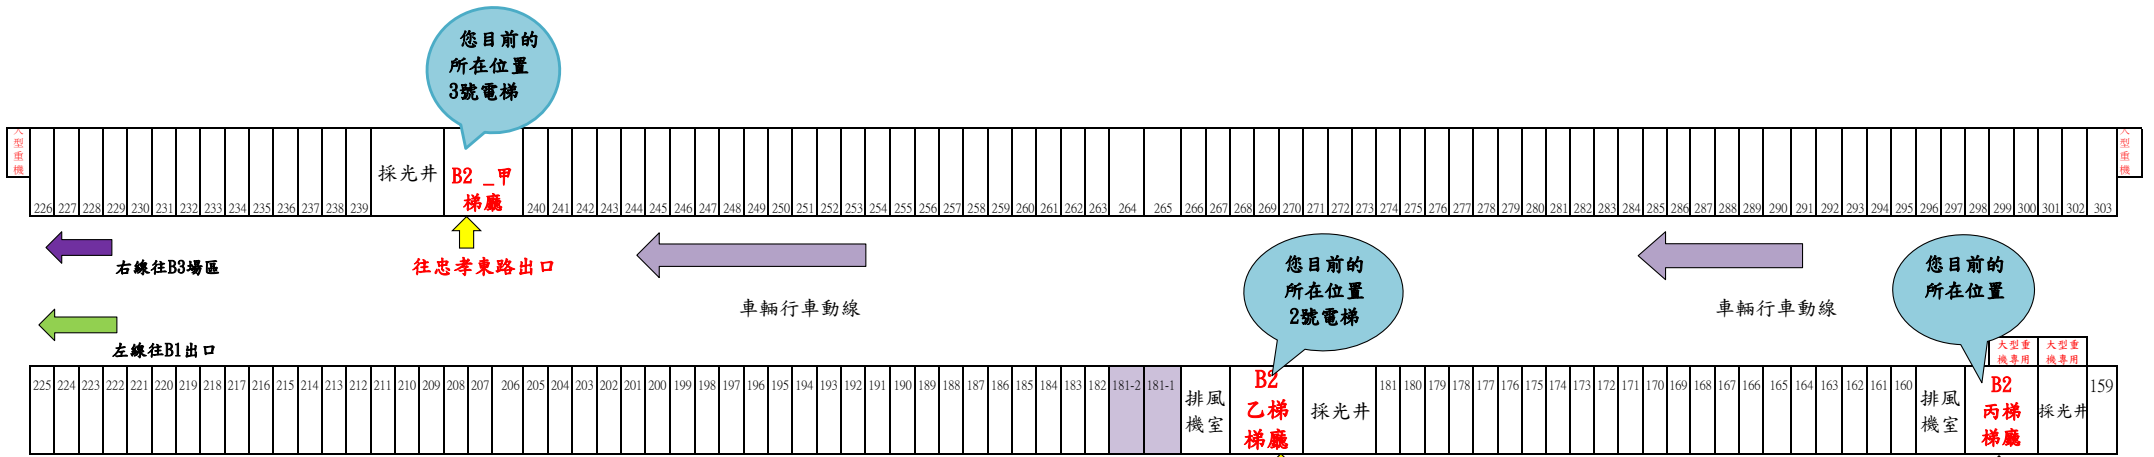 您目前的
所在位置
3號電梯
大型重機
226 227 228 229 230 231 232 233 234 235 236 237 238 239
採光井
B2 _甲
梯廳
240 241 242 243 244 245 246 247 248 249 250 251 252 253 254 255 256 257 258 259 260 261 262 263 264 265 266 267 268 269 270 271 272 273 274 275 276 277 278 279 280 281 282 283 284 285 286 287 288 289 290 291 292 293 294 295 296 297 298 299 300 301 302 303
大型重機
右線往B3場區
往忠孝東路出口
車輛行車動線
左線往B1出口
您目前的
所在位置
2號電梯
車輛行車動線
您目前的
所在位置
大型重
機專用
大型重
機專用
225 224 223 222 221 220 219 218 217 216 215 214 213 212 211 210 209 208 207 206 205 204 203 202 201 200 199 198 197 196 195 194 193 192 191 190 189 188 187 186 185 184 183 182 181-2 181-1
排風
機室
B2
乙梯
梯廳
採光井
181 180 179 178 177 176 175 174 173 172 171 170 169 168 167 166 165 164 163 162 161 160
排風
機室
B2
丙梯
梯廳
採光井
159